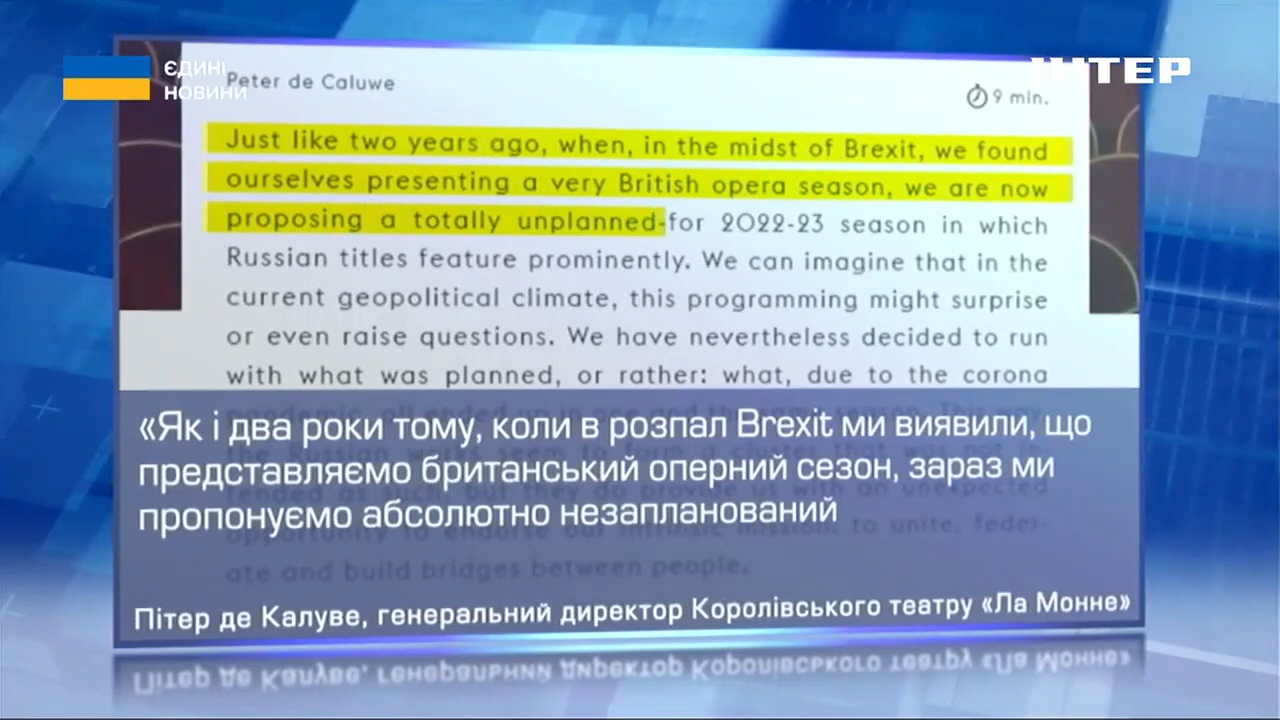 ЄДИНІ
НОВИНИ
ІНТЕР
Peter de Caluwe
9 min.
Just like two years ago, when, in the midst of Brexit, we found
ourselves presenting a very British opera season, we are now
proposing a totally unplanned-for 2022-23 season in which
Russian titles feature prominently. We can imagine that in the
current geopolitical climate, this programming might surprise
or even raise questions. We have nevertheless decided to run
with what was planned, or rather: what, due to the corona
«Як і два роки тому, коли в розпал Brexit ми виявили, що
представляємо британський оперний сезон, зараз ми
пропонуємо абсолютно незапланований
to unite, feder-
ate and build bridges between people.
Пітер де Калуве, генеральний директор Королівського театру «Ла Монне»